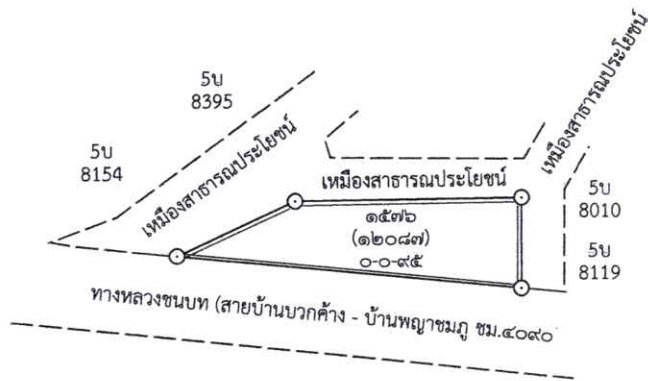 5บ
8395
5บ
8154
เหมืองสาธารณประโยชน์
เหมืองสาธารณประโยชน์
เหมืองสาธารณประโยชน์
๑๕๗๖
(๑๒๐๘๗)
๐-๐-๙๕
5บ
8010
5บ
8119
ทางหลวงชนบท (สายบ้านบวกค้าง - บ้านพญาชมภู ชม.๔๐๙๐